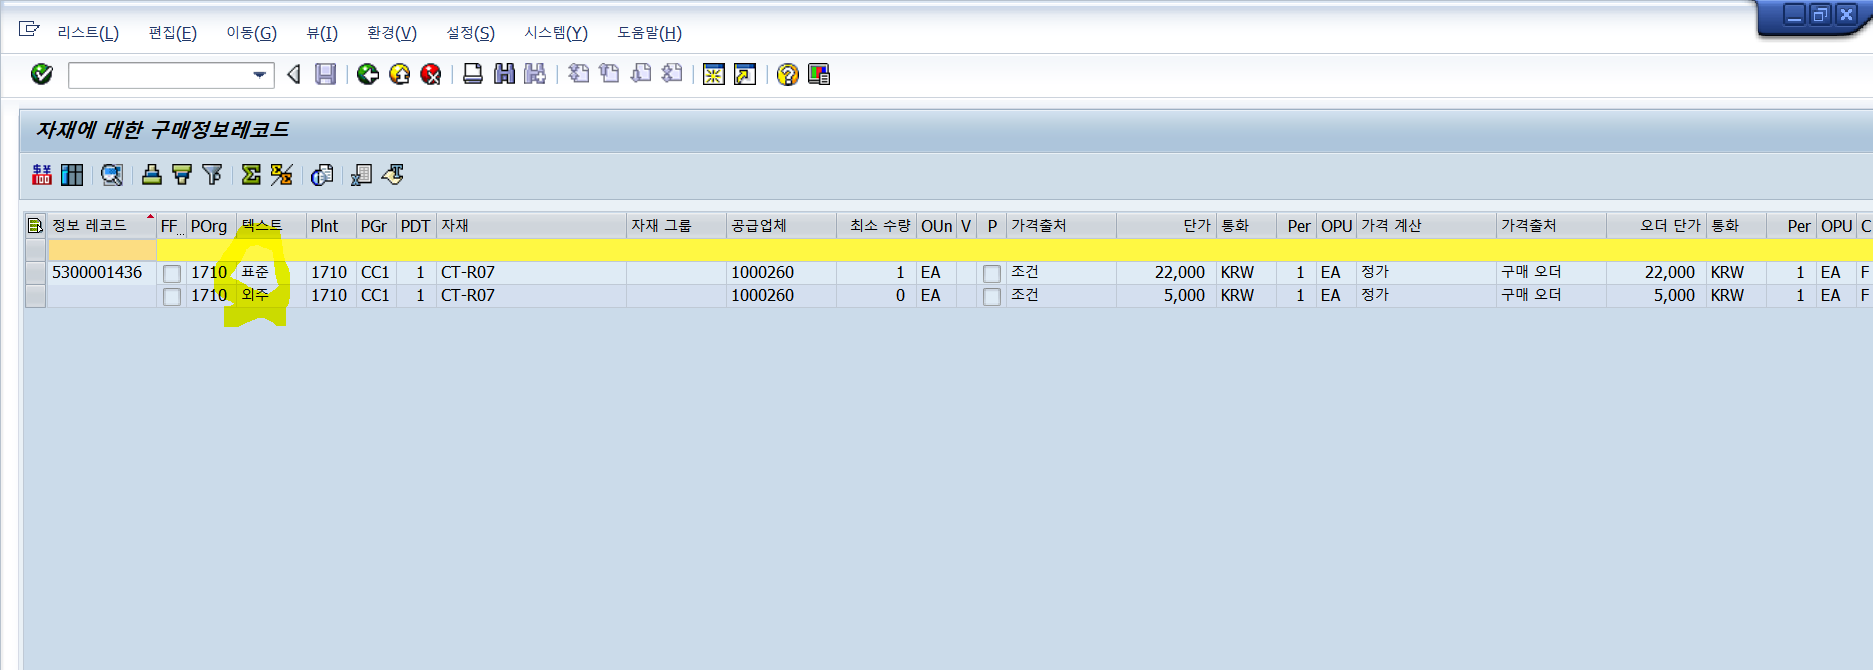 리스트(L) 편집(E) 이동(G) 뷰(I) 환경(V) 설정(S) 시스템(Y) 도움말(H)
자재에 대한 구매정보레코드
정보 레코드 FF... POrg 텍스트 Plnt PGr PDT 자재 자재 그룹 공급업체 최소 수량 OUn V P 가격출처 단가 통화 Per OPU 가격 계산 가격출처 오더 단가 통화 Per OPU C
5300001436 1710 표준 1710 CC1 1 CT-R07 1000260 1 EA 조건 22,000 KRW 1 EA 정가 구매 오더 22,000 KRW 1 EA F
1710 외주 1710 CC1 1 CT-R07 1000260 0 EA 조건 5,000 KRW 1 EA 정가 구매 오더 5,000 KRW 1 EA F